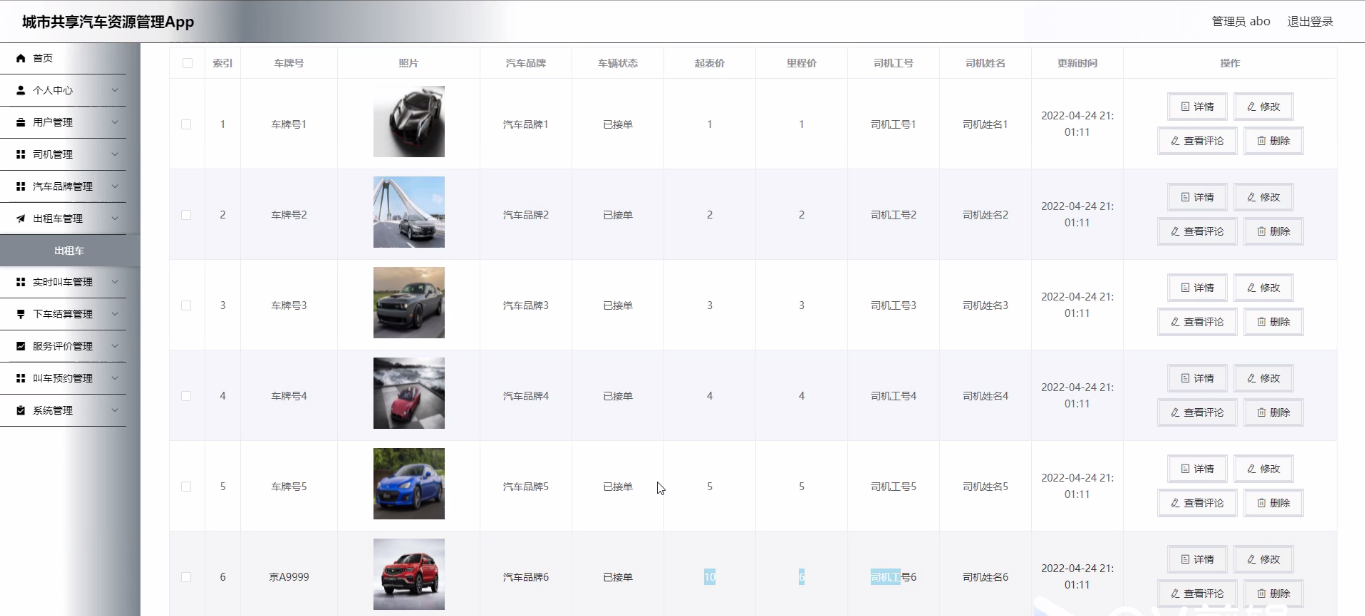 城市共享汽车资源管理App
管理员 abo 退出登录
首页
个人中心
用户管理
司机管理
汽车品牌管理
出租车管理
出租车
实时叫车管理
下车结算管理
服务评价管理
叫车预约管理
系统管理
索引 车牌号 照片 汽车品牌 车辆状态 起表价 里程价 司机工号 司机姓名 更新时间 操作
1 车牌号1 汽车品牌1 已接单 1 1 司机工号1 司机姓名1 2022-04-24 21:
01:11
详情 修改
查看评论 删除
2 车牌号2 汽车品牌2 已接单 2 2 司机工号2 司机姓名2 2022-04-24 21:
01:11
详情 修改
查看评论 删除
3 车牌号3 汽车品牌3 已接单 3 3 司机工号3 司机姓名3 2022-04-24 21:
01:11
详情 修改
查看评论 删除
4 车牌号4 汽车品牌4 已接单 4 4 司机工号4 司机姓名4 2022-04-24 21:
01:11
详情 修改
查看评论 删除
5 车牌号5 汽车品牌5 已接单 5 5 司机工号5 司机姓名5 2022-04-24 21:
01:11
详情 修改
查看评论 删除
6 京A9999 汽车品牌6 已接单 10 6 司机工号6 司机姓名6 2022-04-24 21:
01:11
详情 修改
查看评论 删除